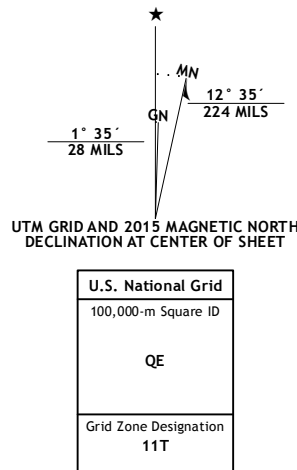 MN
GN
12° 35´
224 MILS
1° 35´
28 MILS
UTM GRID AND 2015 MAGNETIC NORTH
DECLINATION AT CENTER OF SHEET
U.S. National Grid
100,000-m Square ID
QE
Grid Zone Designation
11T